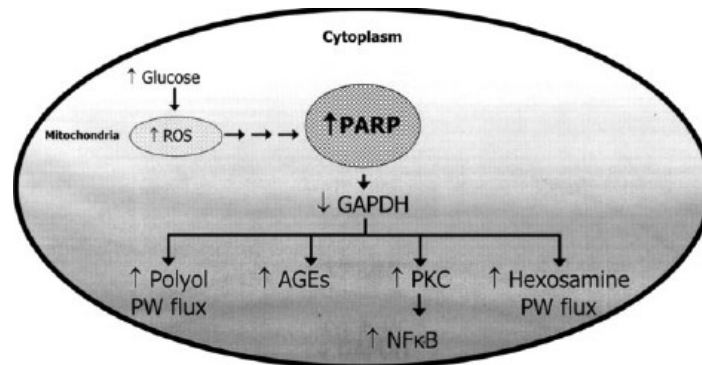 Cytoplasm
↑ Glucose
Mitochondria
↑ ROS
↑PARP
↓ GAPDH
↑ Polyol
PW flux
↑ AGEs
↑ PKC
↑ NFκB
↑ Hexosamine
PW flux